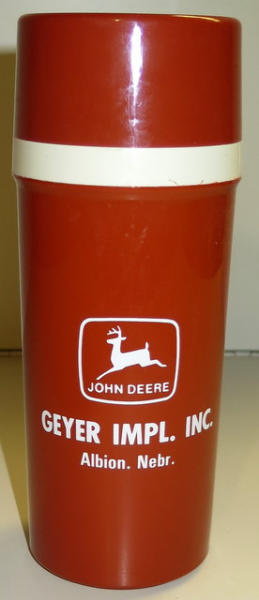 JOHN DEERE
GEYER IMPL. INC.
Albion. Nebr.